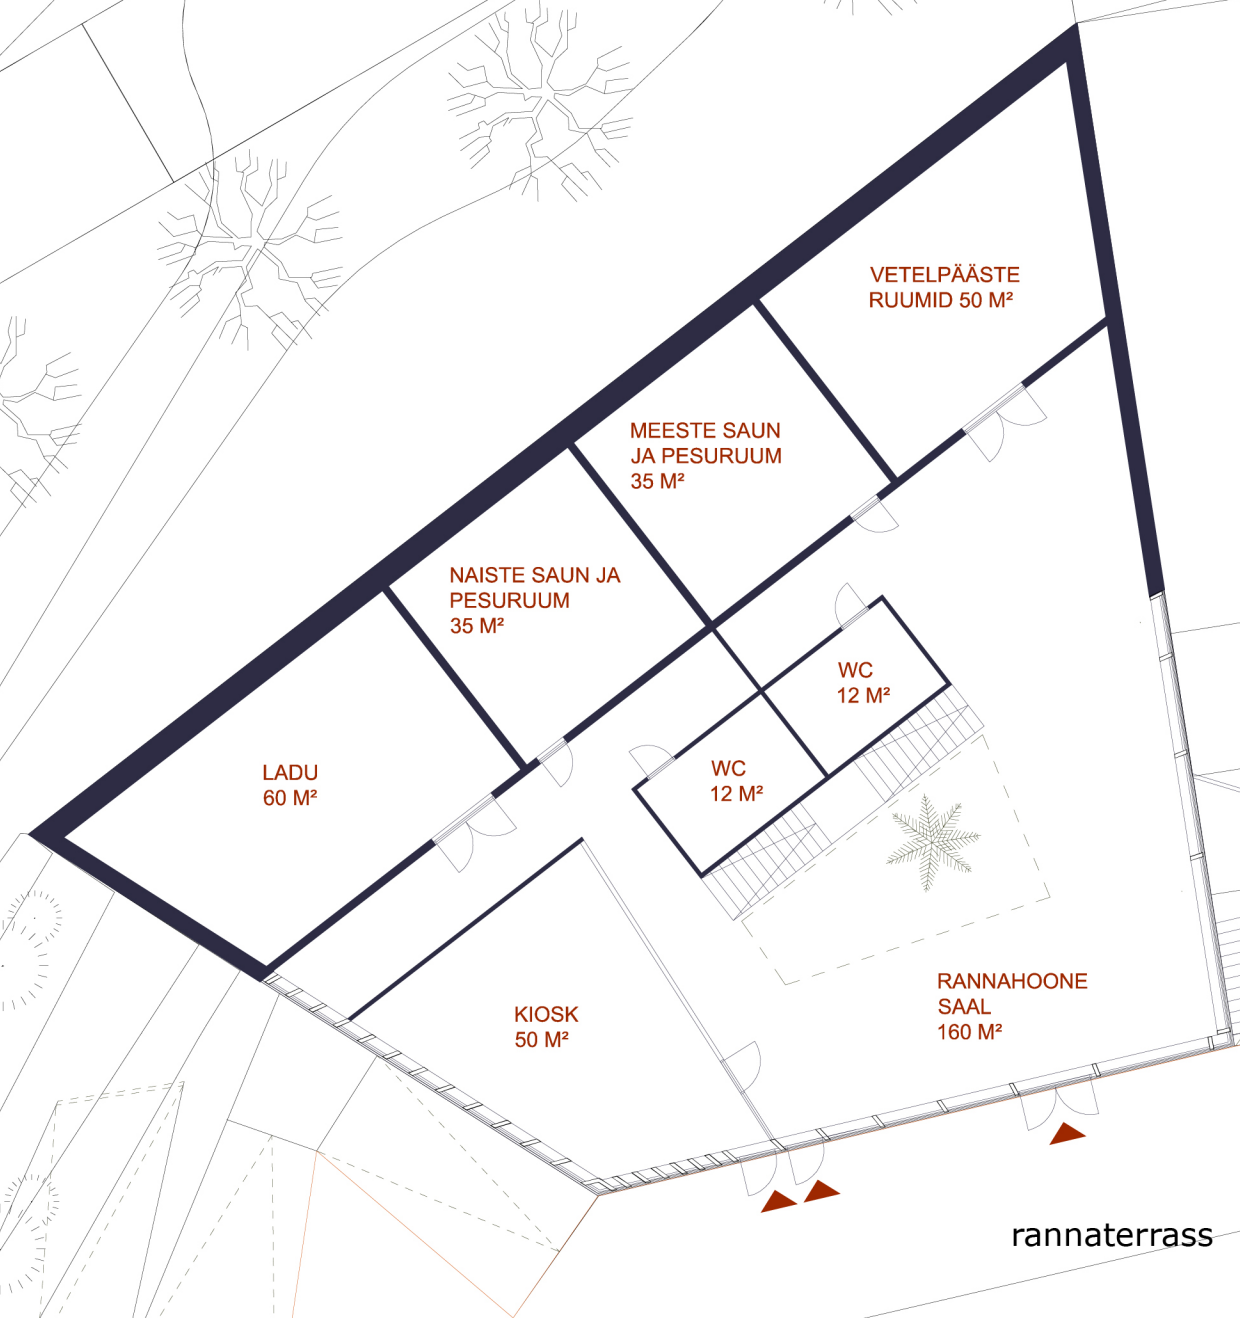 VETELPÄÄSTE
RUUMID 50 M²
MEESTE SAUN
JA PESURUUM
35 M²
NAISTE SAUN JA
PESURUUM
35 M²
WC
12 M²
LADU
60 M²
WC
12 M²
RANNAHOONE
SAAL
160 M²
KIOSK
50 M²
rannaterrass